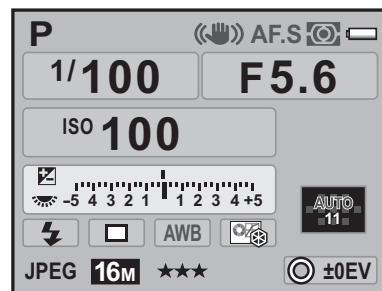 P AF.S
1/100 F5.6
ISO 100
-5 4 3 2 1 1 2 3 4 +5
AUTO
11
AWB
JPEG 16M ★★★ ±0EV